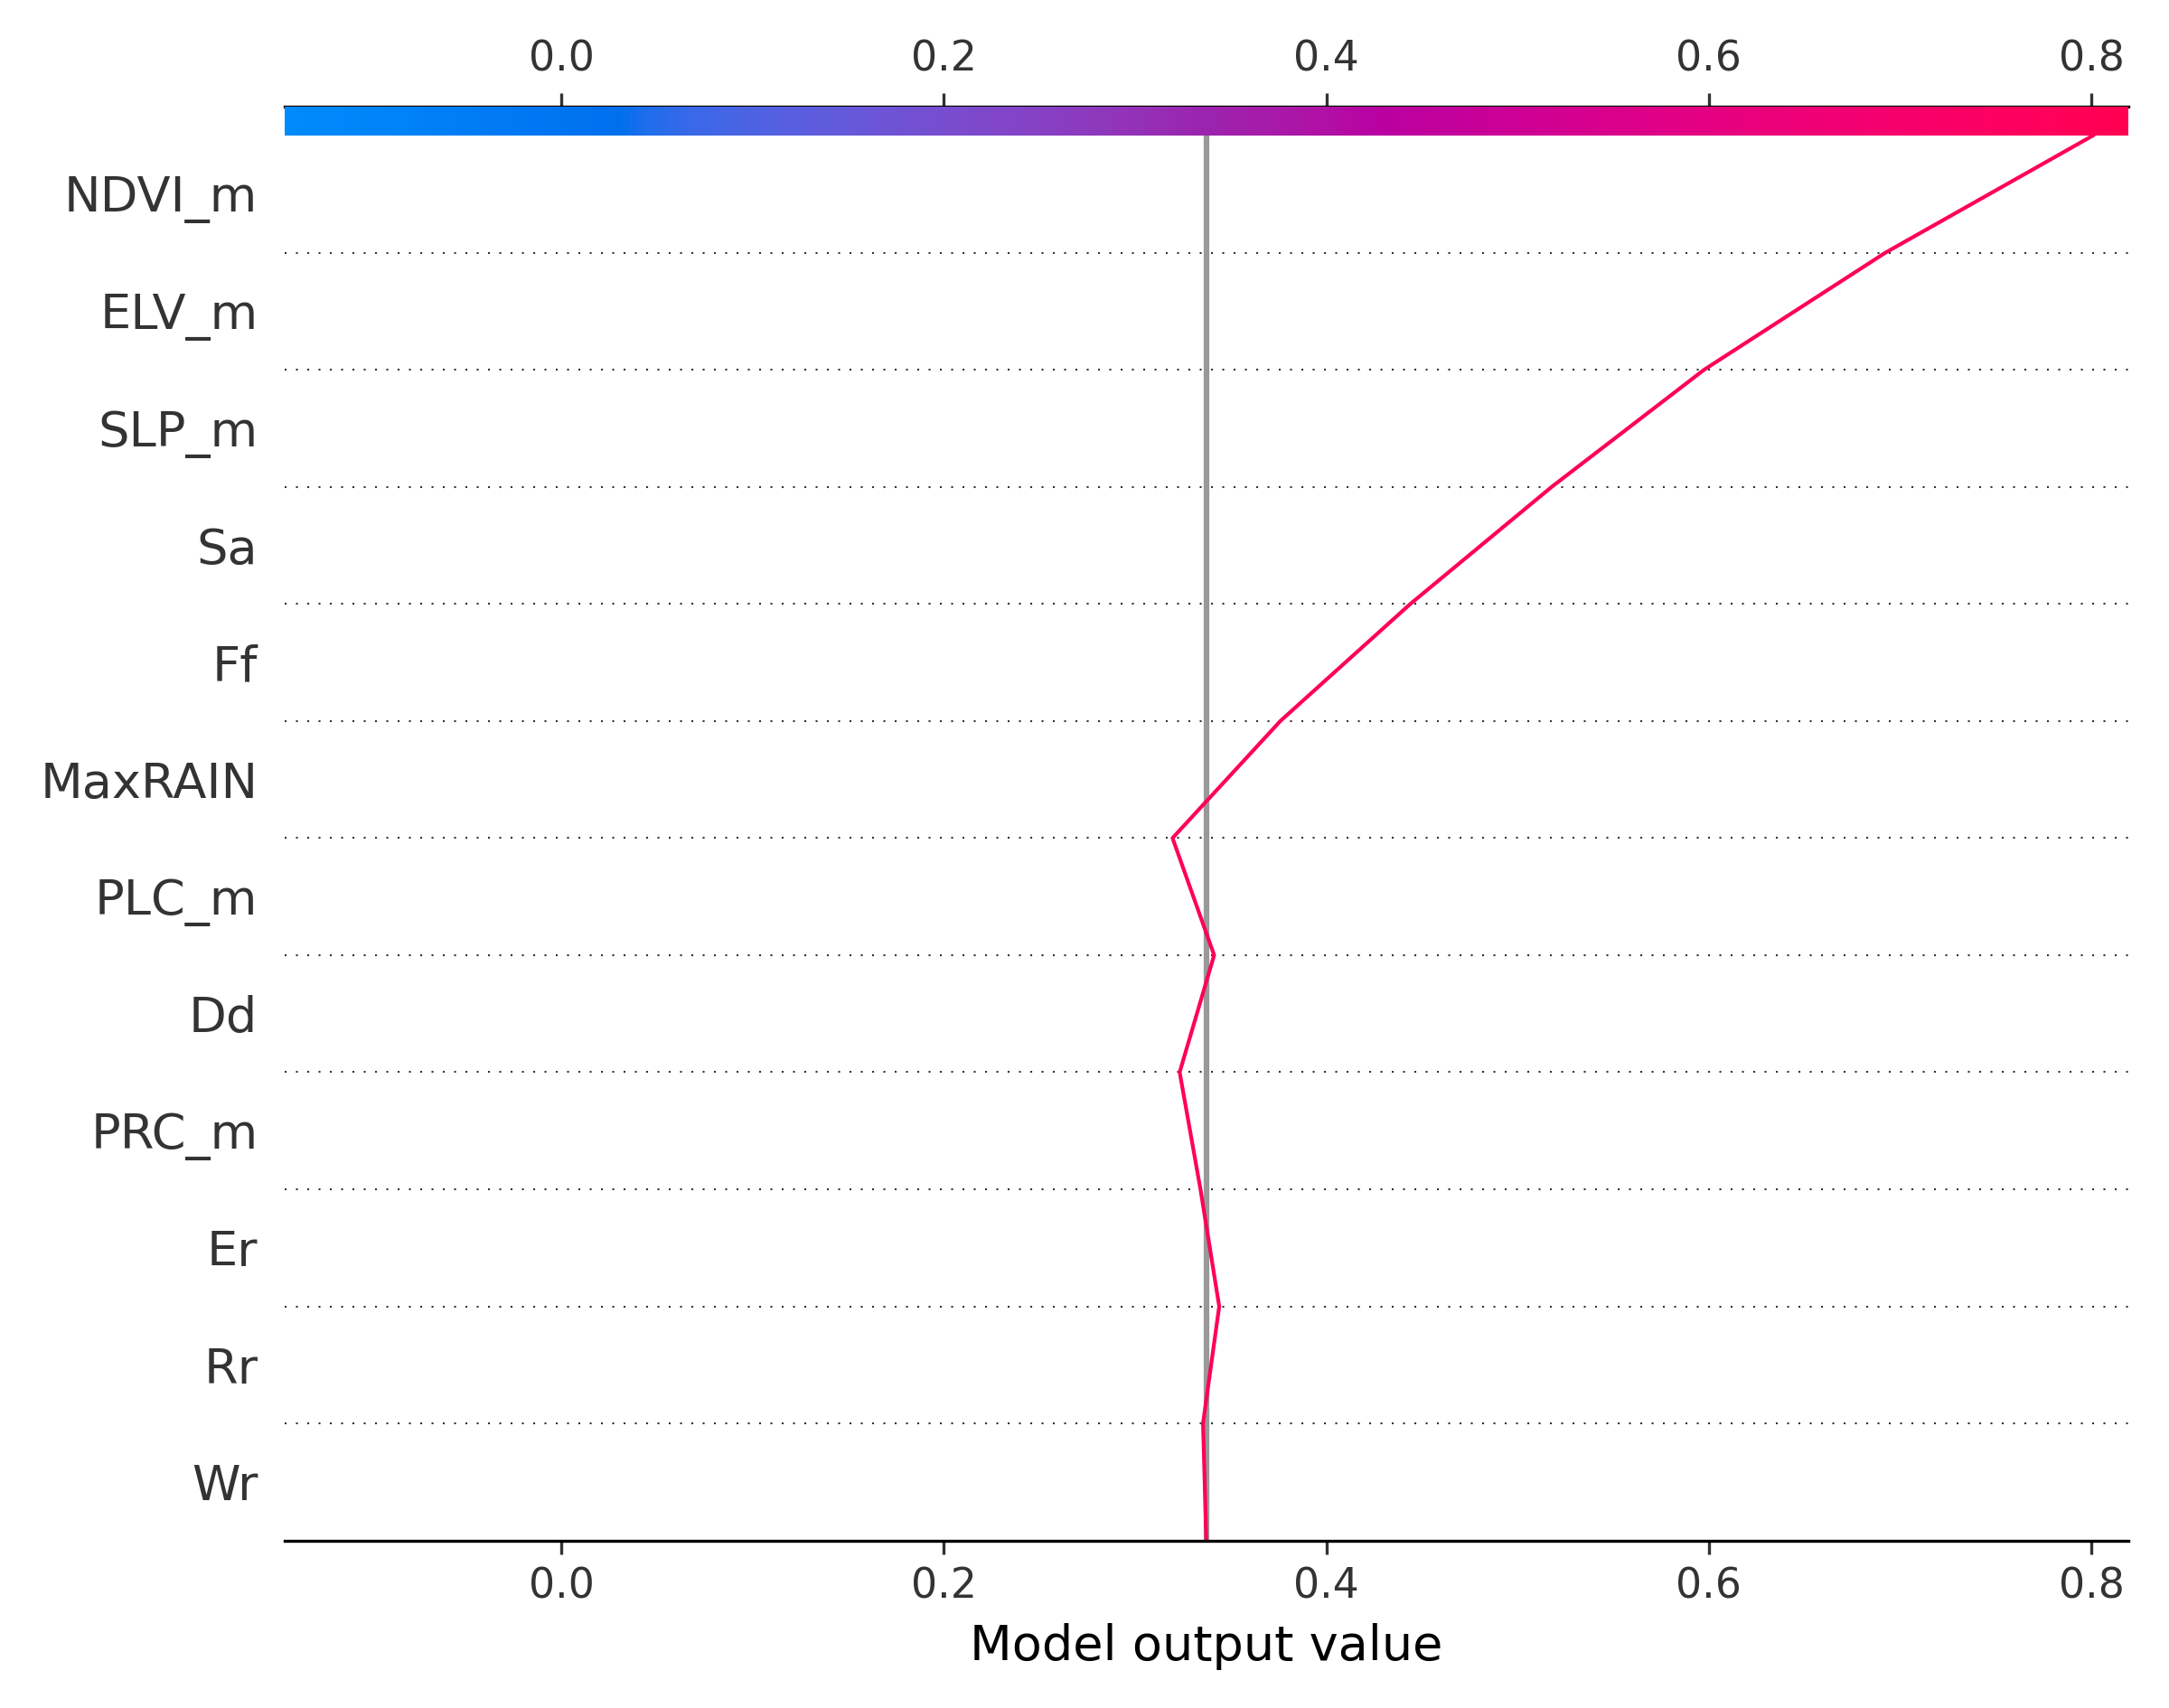 0.0 0.2 0.4 0.6 0.8
NDVI_m
ELV_m
SLP_m
Sa
Ff
MaxRAIN
PLC_m
Dd
PRC_m
Er
Rr
Wr
0.0 0.2 0.4 0.6 0.8
Model output value